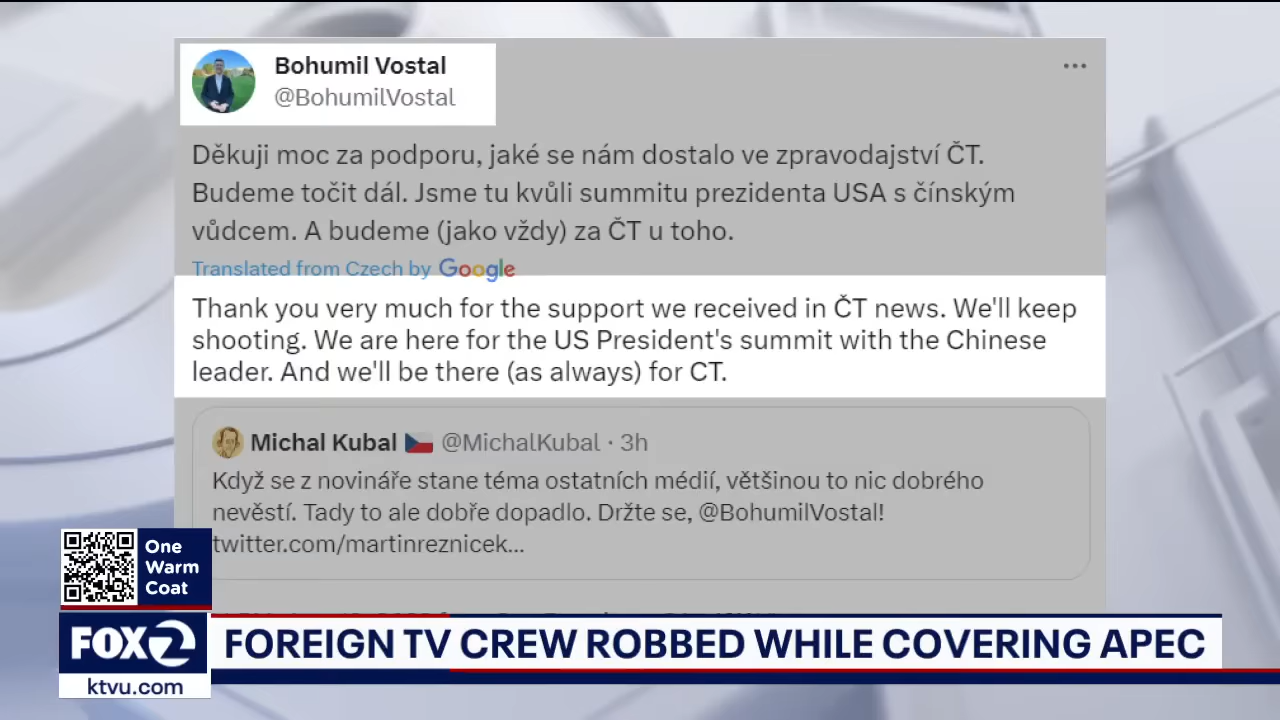 Bohumil Vostal
@BohumilVostal
Děkuji moc za podporu, jaké se nám dostalo ve zpravodajství ČT.
Budeme točit dál. Jsme tu kvůli summitu prezidenta USA s čínským
vůdcem. A budeme (jako vždy) za ČT u toho.
Translated from Czech by Google
Thank you very much for the support we received in ČT news. We'll keep
shooting. We are here for the US President's summit with the Chinese
leader. And we'll be there (as always) for CT.
Michal Kubal 🇨🇿 @MichalKubal · 3h
Když se z novináře stane téma ostatních médií, většinou to nic dobrého
nevěstí. Tady to ale dobře dopadlo. Držte se, @BohumilVostal!
twitter.com/martinreznicek...
One
Warm
Coat
FOX 2
ktvu.com
FOREIGN TV CREW ROBBED WHILE COVERING APEC